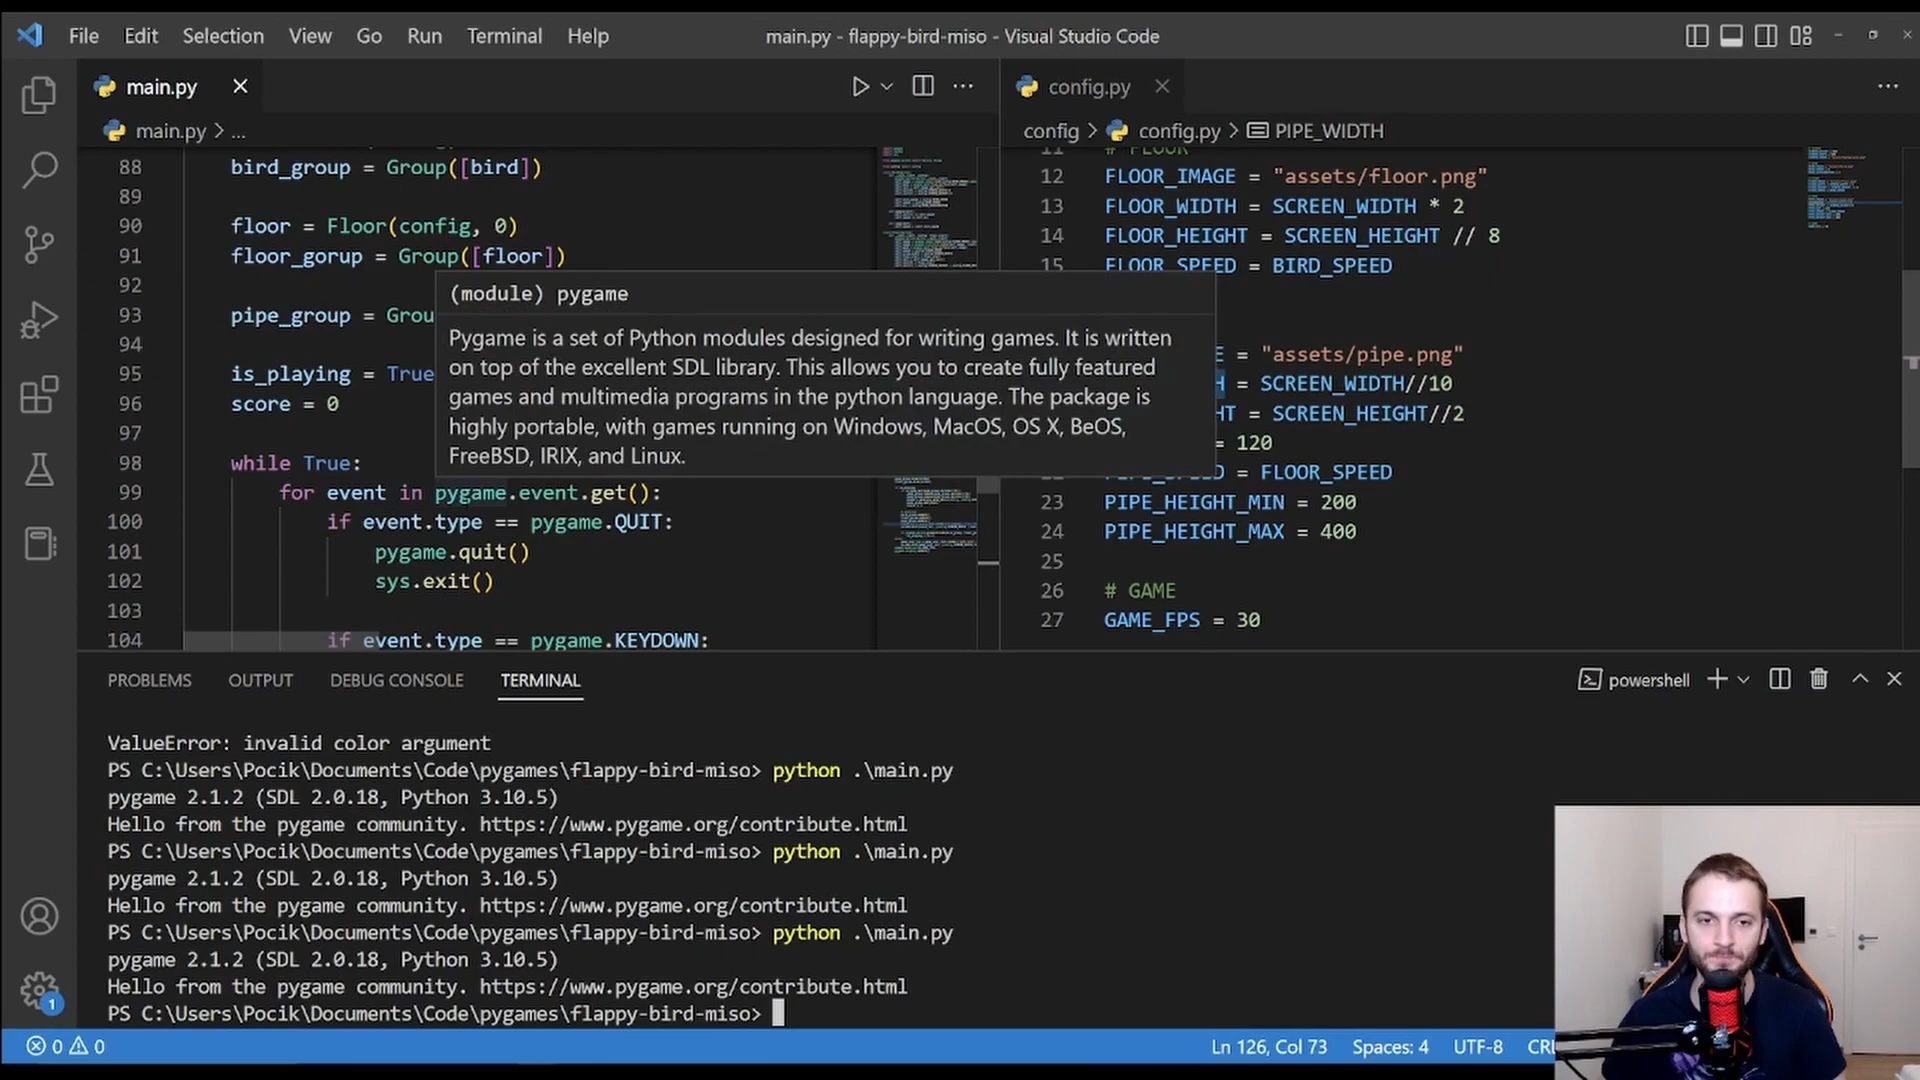 File Edit Selection View Go Run Terminal Help
main.py - flappy-bird-miso - Visual Studio Code
main.py
main.py > ...
88 bird_group = Group([bird])
89
90 floor = Floor(config, 0)
91 floor_gorup = Group([floor])
92
93 pipe_group = Grou
94
95 is_playing = True
96 score = 0
97
98 while True:
99 for event in pygame.event.get():
100 if event.type == pygame.QUIT:
101 pygame.quit()
102 sys.exit()
103
104 if event.type == pygame.KEYDOWN:
(module) pygame
Pygame is a set of Python modules designed for writing games. It is written
on top of the excellent SDL library. This allows you to create fully featured
games and multimedia programs in the python language. The package is
highly portable, with games running on Windows, MacOS, OS X, BeOS,
FreeBSD, IRIX, and Linux.
config.py
config > config.py > PIPE_WIDTH
11 # FLOOR
12 FLOOR_IMAGE = "assets/floor.png"
13 FLOOR_WIDTH = SCREEN_WIDTH * 2
14 FLOOR_HEIGHT = SCREEN_HEIGHT // 8
15 FLOOR_SPEED = BIRD_SPEED
E = "assets/pipe.png"
H = SCREEN_WIDTH//10
HT = SCREEN_HEIGHT//2
= 120
= FLOOR_SPEED
23 PIPE_HEIGHT_MIN = 200
24 PIPE_HEIGHT_MAX = 400
25
26 # GAME
27 GAME_FPS = 30
PROBLEMS OUTPUT DEBUG CONSOLE TERMINAL
powershell
ValueError: invalid color argument
PS C:\Users\Pocik\Documents\Code\pygames\flappy-bird-miso> python .\main.py
pygame 2.1.2 (SDL 2.0.18, Python 3.10.5)
Hello from the pygame community. https://www.pygame.org/contribute.html
PS C:\Users\Pocik\Documents\Code\pygames\flappy-bird-miso> python .\main.py
pygame 2.1.2 (SDL 2.0.18, Python 3.10.5)
Hello from the pygame community. https://www.pygame.org/contribute.html
PS C:\Users\Pocik\Documents\Code\pygames\flappy-bird-miso> python .\main.py
pygame 2.1.2 (SDL 2.0.18, Python 3.10.5)
Hello from the pygame community. https://www.pygame.org/contribute.html
PS C:\Users\Pocik\Documents\Code\pygames\flappy-bird-miso>
1
0 0
Ln 126, Col 73 Spaces: 4 UTF-8 CRL